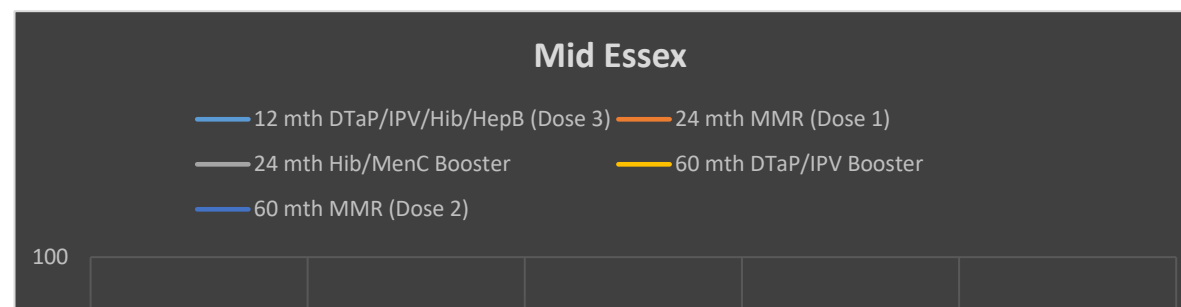 Mid Essex
12 mth DTaP/IPV/Hib/HepB (Dose 3) 24 mth MMR (Dose 1)
24 mth Hib/MenC Booster 60 mth DTaP/IPV Booster
60 mth MMR (Dose 2)
100